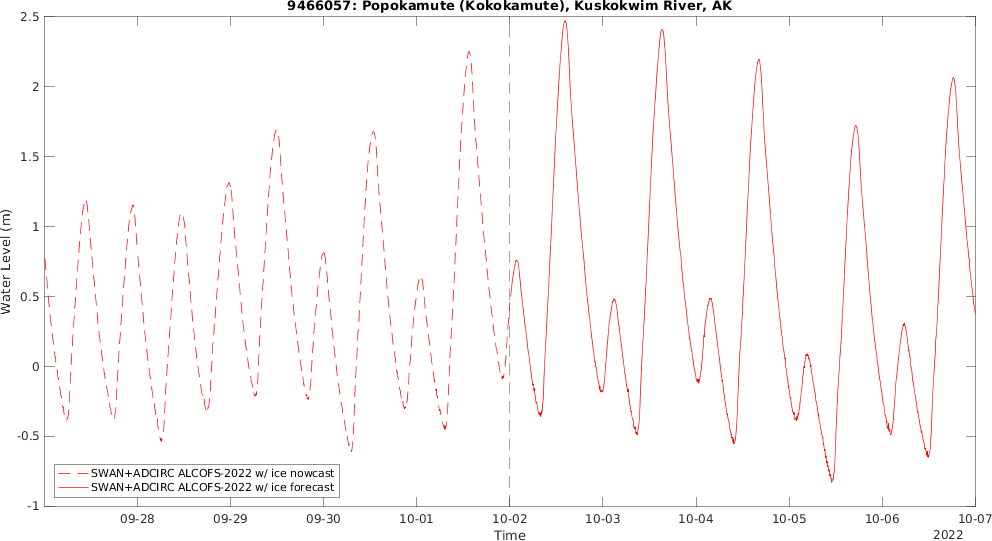 9466057: Popokamute (Kokokamute), Kuskokwim River, AK
2.5
2
1.5
1
0.5
0
-0.5
-1
Water Level (m)
SWAN+ADCIRC ALCOFS-2022 w/ ice nowcast
SWAN+ADCIRC ALCOFS-2022 w/ ice forecast
09-28 09-29 09-30 10-01 10-02 10-03 10-04 10-05 10-06 10-07
Time
2022